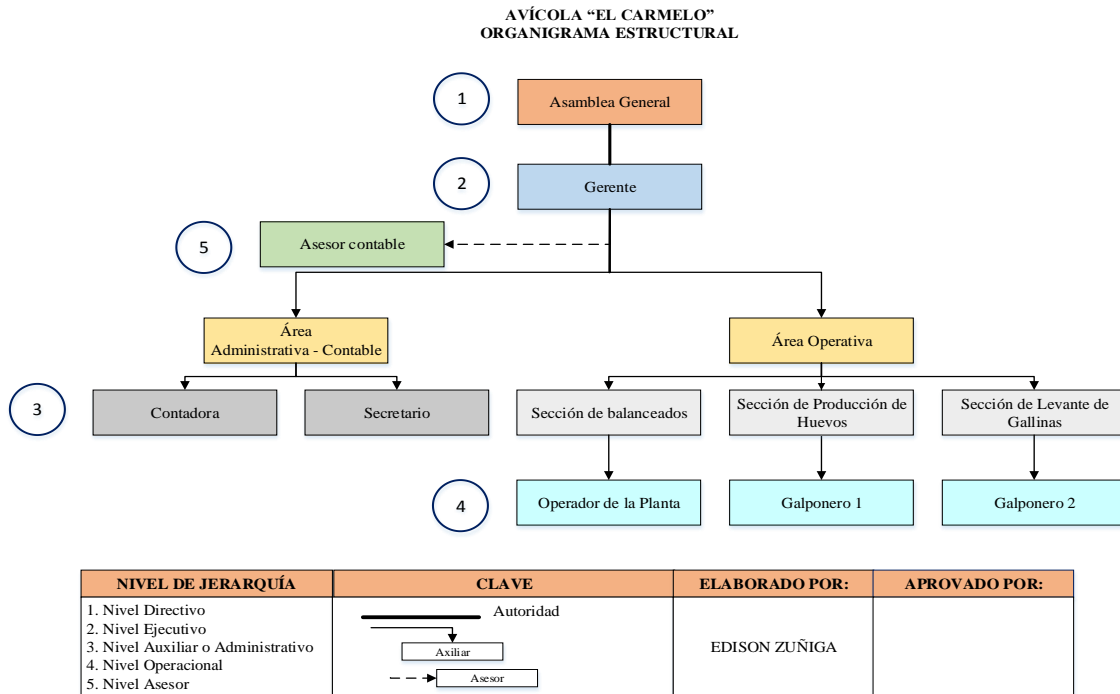 AVÍCOLA “EL CARMELO”
ORGANIGRAMA ESTRUCTURAL
1
Asamblea General
2
Gerente
5
Asesor contable
Área
Administrativa - Contable
Área Operativa
3
Contadora
Secretario
Sección de balanceados
Sección de Producción de
Huevos
Sección de Levante de
Gallinas
4
Operador de la Planta
Galponero 1
Galponero 2
NIVEL DE JERARQUÍA
CLAVE
ELABORADO POR:
APROVADO POR:
1. Nivel Directivo
2. Nivel Ejecutivo
3. Nivel Auxiliar o Administrativo
4. Nivel Operacional
5. Nivel Asesor
Autoridad
Axiliar
Asesor
EDISON ZUÑIGA